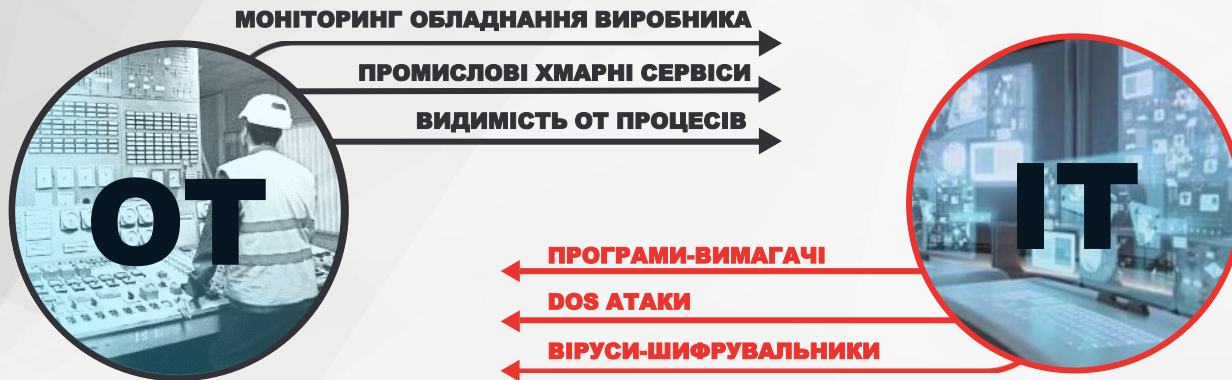 МОНІТОРИНГ ОБЛАДНАННЯ ВИРОБНИКА
ПРОМИСЛОВІ ХМАРНІ СЕРВІСИ
ВИДИМІСТЬ ОТ ПРОЦЕСІВ
ОТ
ІТ
ПРОГРАМИ-ВИМАГАЧІ
DOS АТАКИ
ВІРУСИ-ШИФРУВАЛЬНИКИ